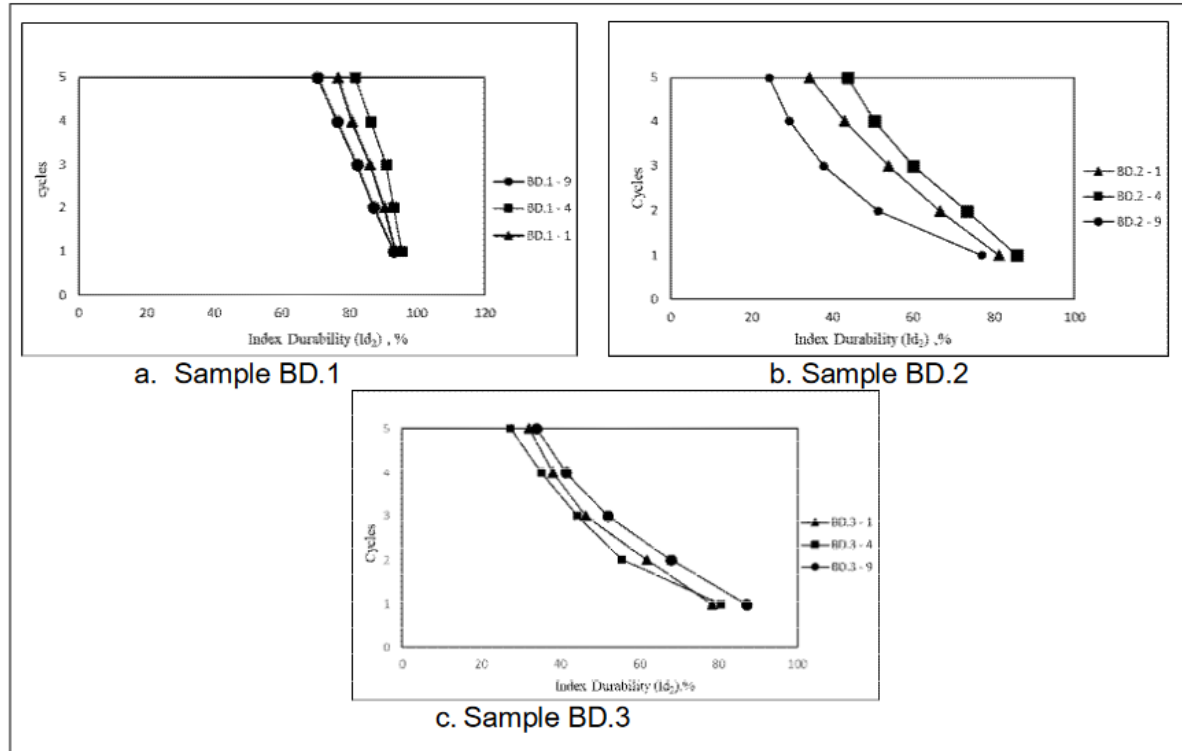 5
4
3
2
1
0
cycles
0 20 40 60 80 100 120
Index Durability (Id₂) , %
BD.1 - 9
BD.1 - 4
BD.1 - 1
a. Sample BD.1
5
4
3
2
1
0
Cycles
0 20 40 60 80 100
Index Durability (Id₂) ,%
BD.2 - 1
BD.2 - 4
BD.2 - 9
b. Sample BD.2
5
4
3
2
1
0
Cycles
0 20 40 60 80 100
Index Durability (Id₂),%
BD.3 - 1
BD.3 - 4
BD.3 - 9
c. Sample BD.3